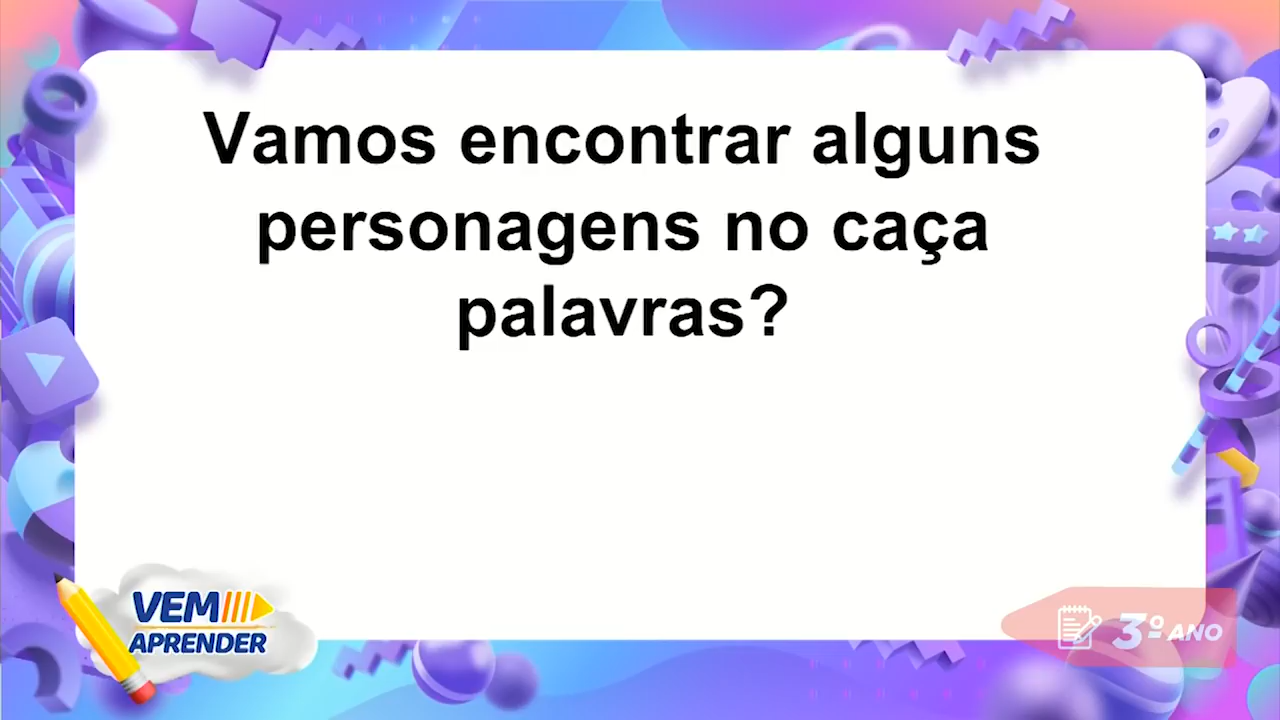 Vamos encontrar alguns
personagens no caça
palavras?
VEM
APRENDER
3º ANO